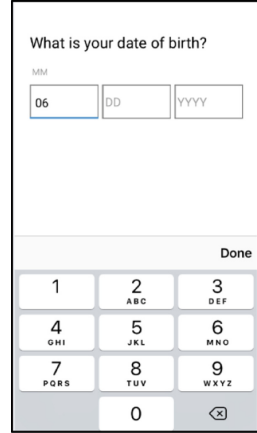 What is your date of birth?
MM
06 DD YYYY
Done
1 2 3
ABC DEF
4 5 6
GHI JKL MNO
7 8 9
PQRS TUV WXYZ
0